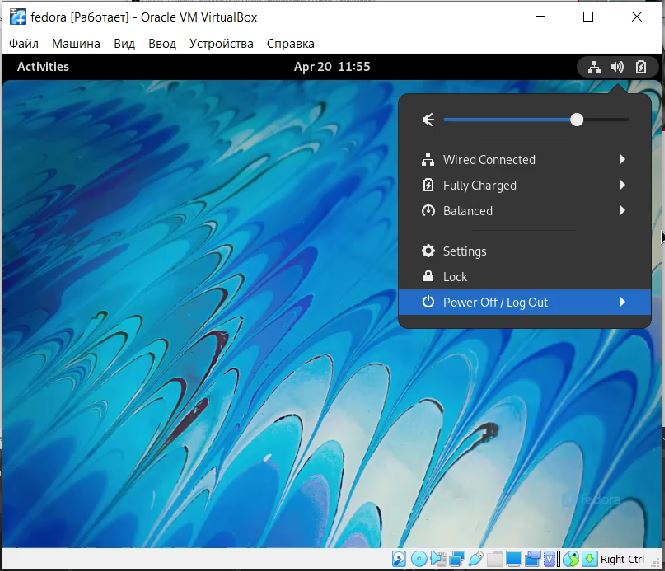 fedora [Работает] - Oracle VM VirtualBox
Файл Машина Вид Ввод Устройства Справка
Activities Apr 20 11:55
Wired Connected
Fully Charged
Balanced
Settings
Lock
Power Off / Log Out
fedora
Right Ctrl